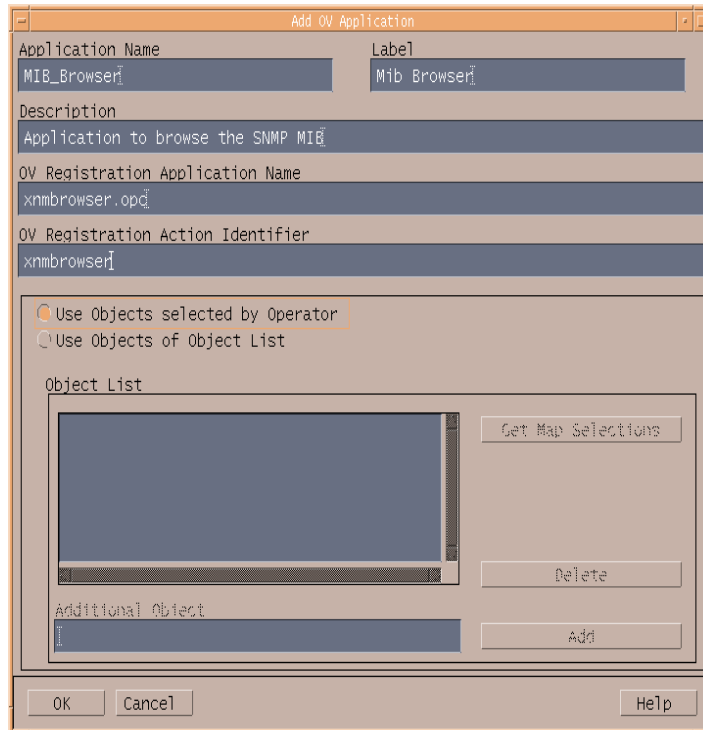 Add OV Application
Application Name
Label
MIB_Browser
Mib Browser
Description
Application to browse the SNMP MIB
OV Registration Application Name
xnmbrowser.opc
OV Registration Action Identifier
xnmbrowser
Use Objects selected by Operator
Use Objects of Object List
Object List
Get Map Selections
Delete
Additional Object
Add
OK
Cancel
Help